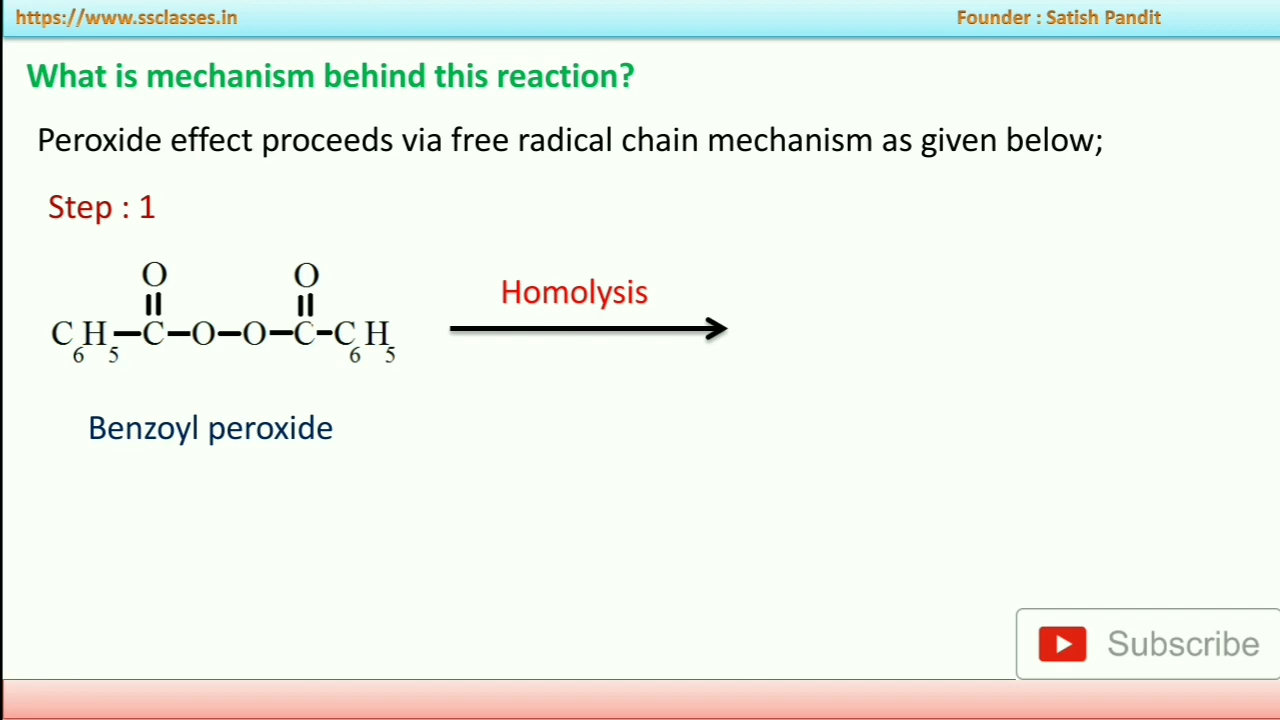 https://www.ssclasses.in Founder : Satish Pandit
What is mechanism behind this reaction?
Peroxide effect proceeds via free radical chain mechanism as given below;
Step : 1
O O
Homolysis
C6H5–C–O–O–C–C6H5
Benzoyl peroxide
Subscribe